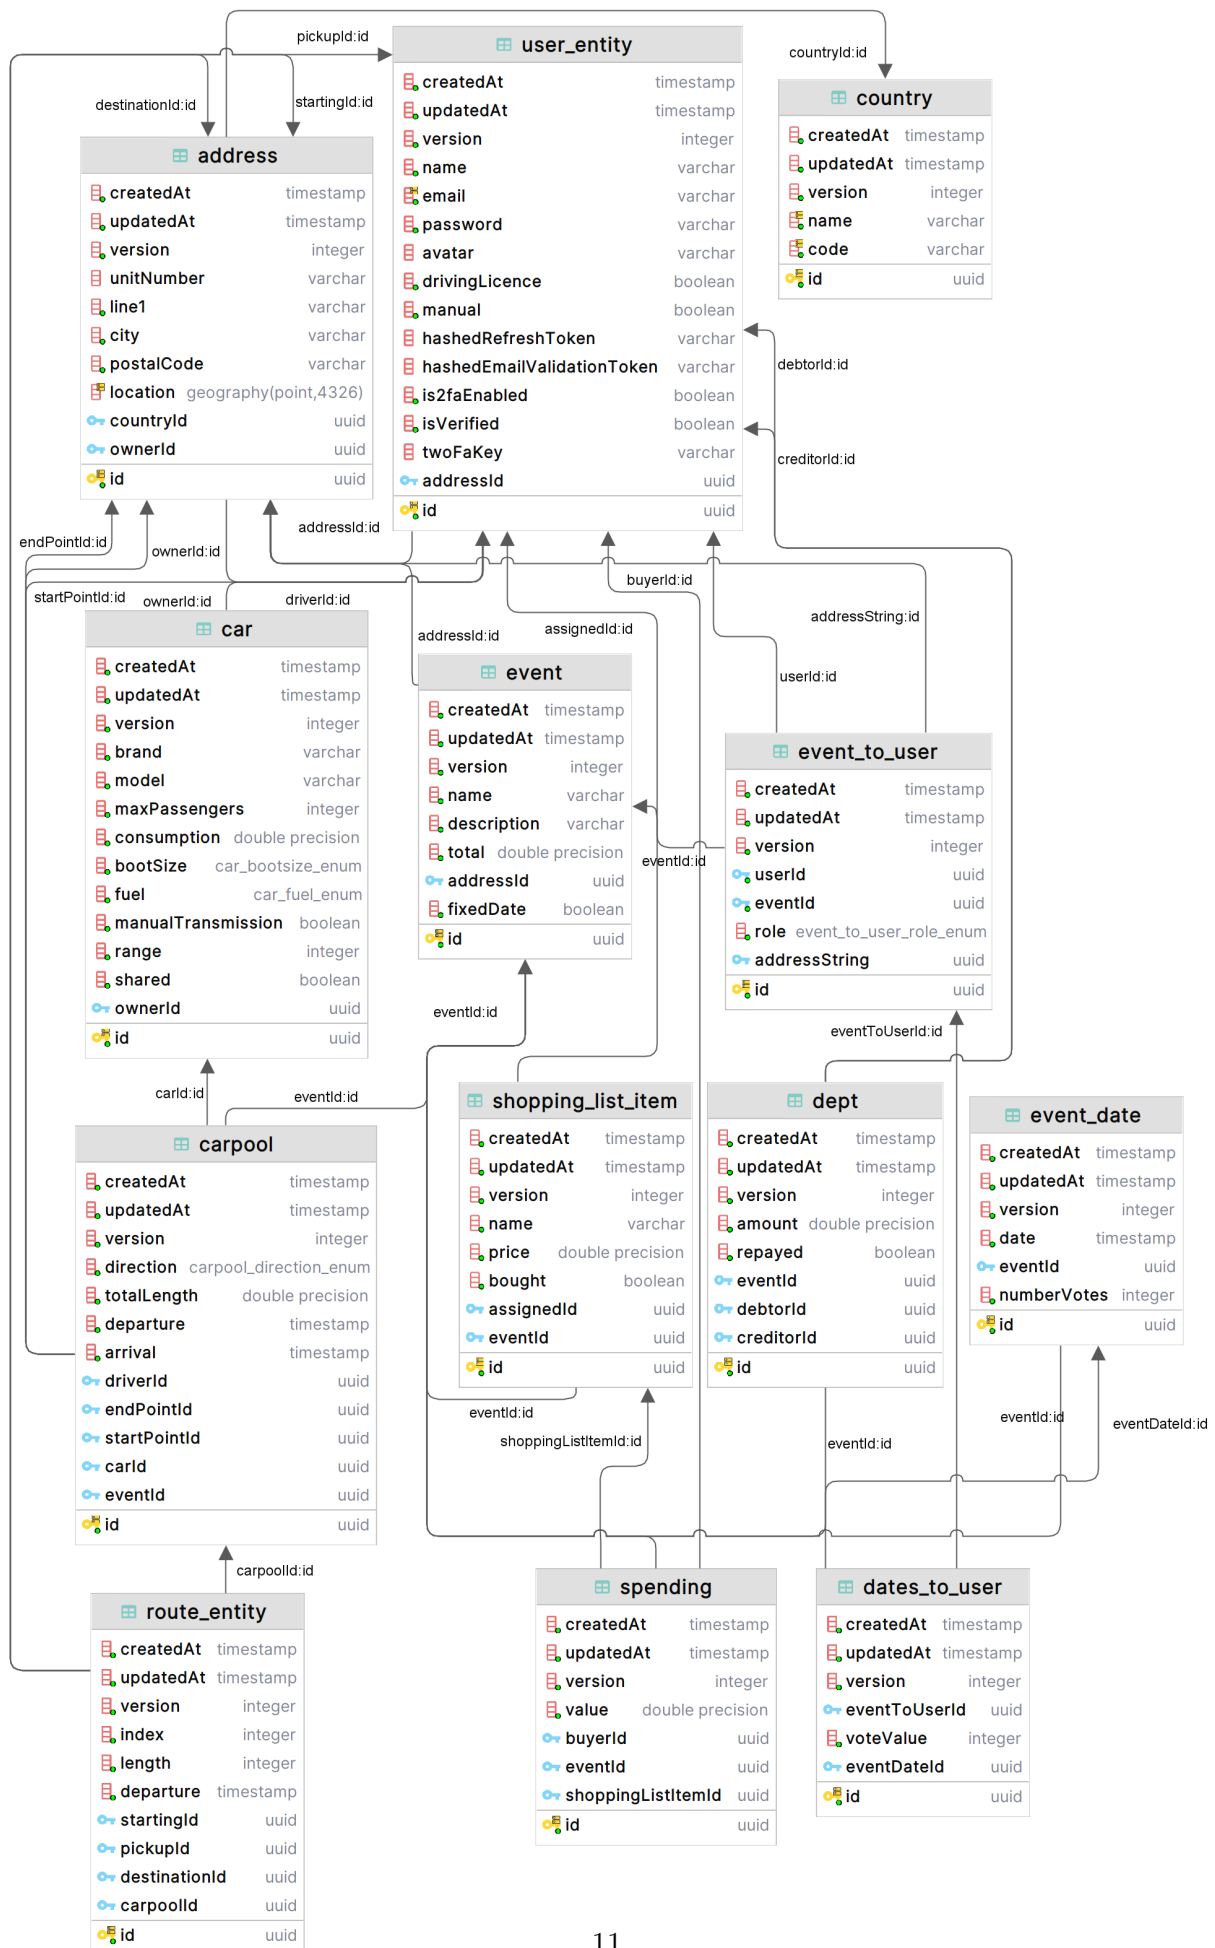 pickupId:id
countryId:id
destinationId:id
startingId:id
user_entity
createdAt timestamp
updatedAt timestamp
version integer
name varchar
email varchar
password varchar
avatar varchar
drivingLicence boolean
manual boolean
hashedRefreshToken varchar
hashedEmailValidationToken varchar
is2faEnabled boolean
isVerified boolean
twoFaKey varchar
addressId uuid
id uuid
country
createdAt timestamp
updatedAt timestamp
version integer
name varchar
code varchar
id uuid
address
createdAt timestamp
updatedAt timestamp
version integer
unitNumber varchar
line1 varchar
city varchar
postalCode varchar
location geography(point,4326)
countryId uuid
ownerId uuid
id uuid
debtorId:id
creditorId:id
endPointId:id
ownerId:id
addressId:id
startPointId:id
ownerId:id
driverId:id
buyerId:id
addressId:id
assignedId:id
addressString:id
userId:id
car
createdAt timestamp
updatedAt timestamp
version integer
brand varchar
model varchar
maxPassengers integer
consumption double precision
bootSize car_bootsize_enum
fuel car_fuel_enum
manualTransmission boolean
range integer
shared boolean
ownerId uuid
id uuid
event
createdAt timestamp
updatedAt timestamp
version integer
name varchar
description varchar
total double precision
addressId uuid
fixedDate boolean
id uuid
eventId:id
event_to_user
createdAt timestamp
updatedAt timestamp
version integer
userId uuid
eventId uuid
role event_to_user_role_enum
addressString uuid
id uuid
eventId:id
eventToUserId:id
carId:id
eventId:id
carpool
createdAt timestamp
updatedAt timestamp
version integer
direction carpool_direction_enum
totalLength double precision
departure timestamp
arrival timestamp
driverId uuid
endPointId uuid
startPointId uuid
carId uuid
eventId uuid
id uuid
shopping_list_item
createdAt timestamp
updatedAt timestamp
version integer
name varchar
price double precision
bought boolean
assignedId uuid
eventId uuid
id uuid
dept
createdAt timestamp
updatedAt timestamp
version integer
amount double precision
repayed boolean
eventId uuid
debtorId uuid
creditorId uuid
id uuid
event_date
createdAt timestamp
updatedAt timestamp
version integer
date timestamp
eventId uuid
numberVotes integer
id uuid
eventId:id
shoppingListItemId:id
eventId:id
eventId:id
eventDateId:id
carpoolId:id
route_entity
createdAt timestamp
updatedAt timestamp
version integer
index integer
length integer
departure timestamp
startingId uuid
pickupId uuid
destinationId uuid
carpoolId uuid
id uuid
spending
createdAt timestamp
updatedAt timestamp
version integer
value double precision
buyerId uuid
eventId uuid
shoppingListItemId uuid
id uuid
dates_to_user
createdAt timestamp
updatedAt timestamp
version integer
eventToUserId uuid
voteValue integer
eventDateId uuid
id uuid
11